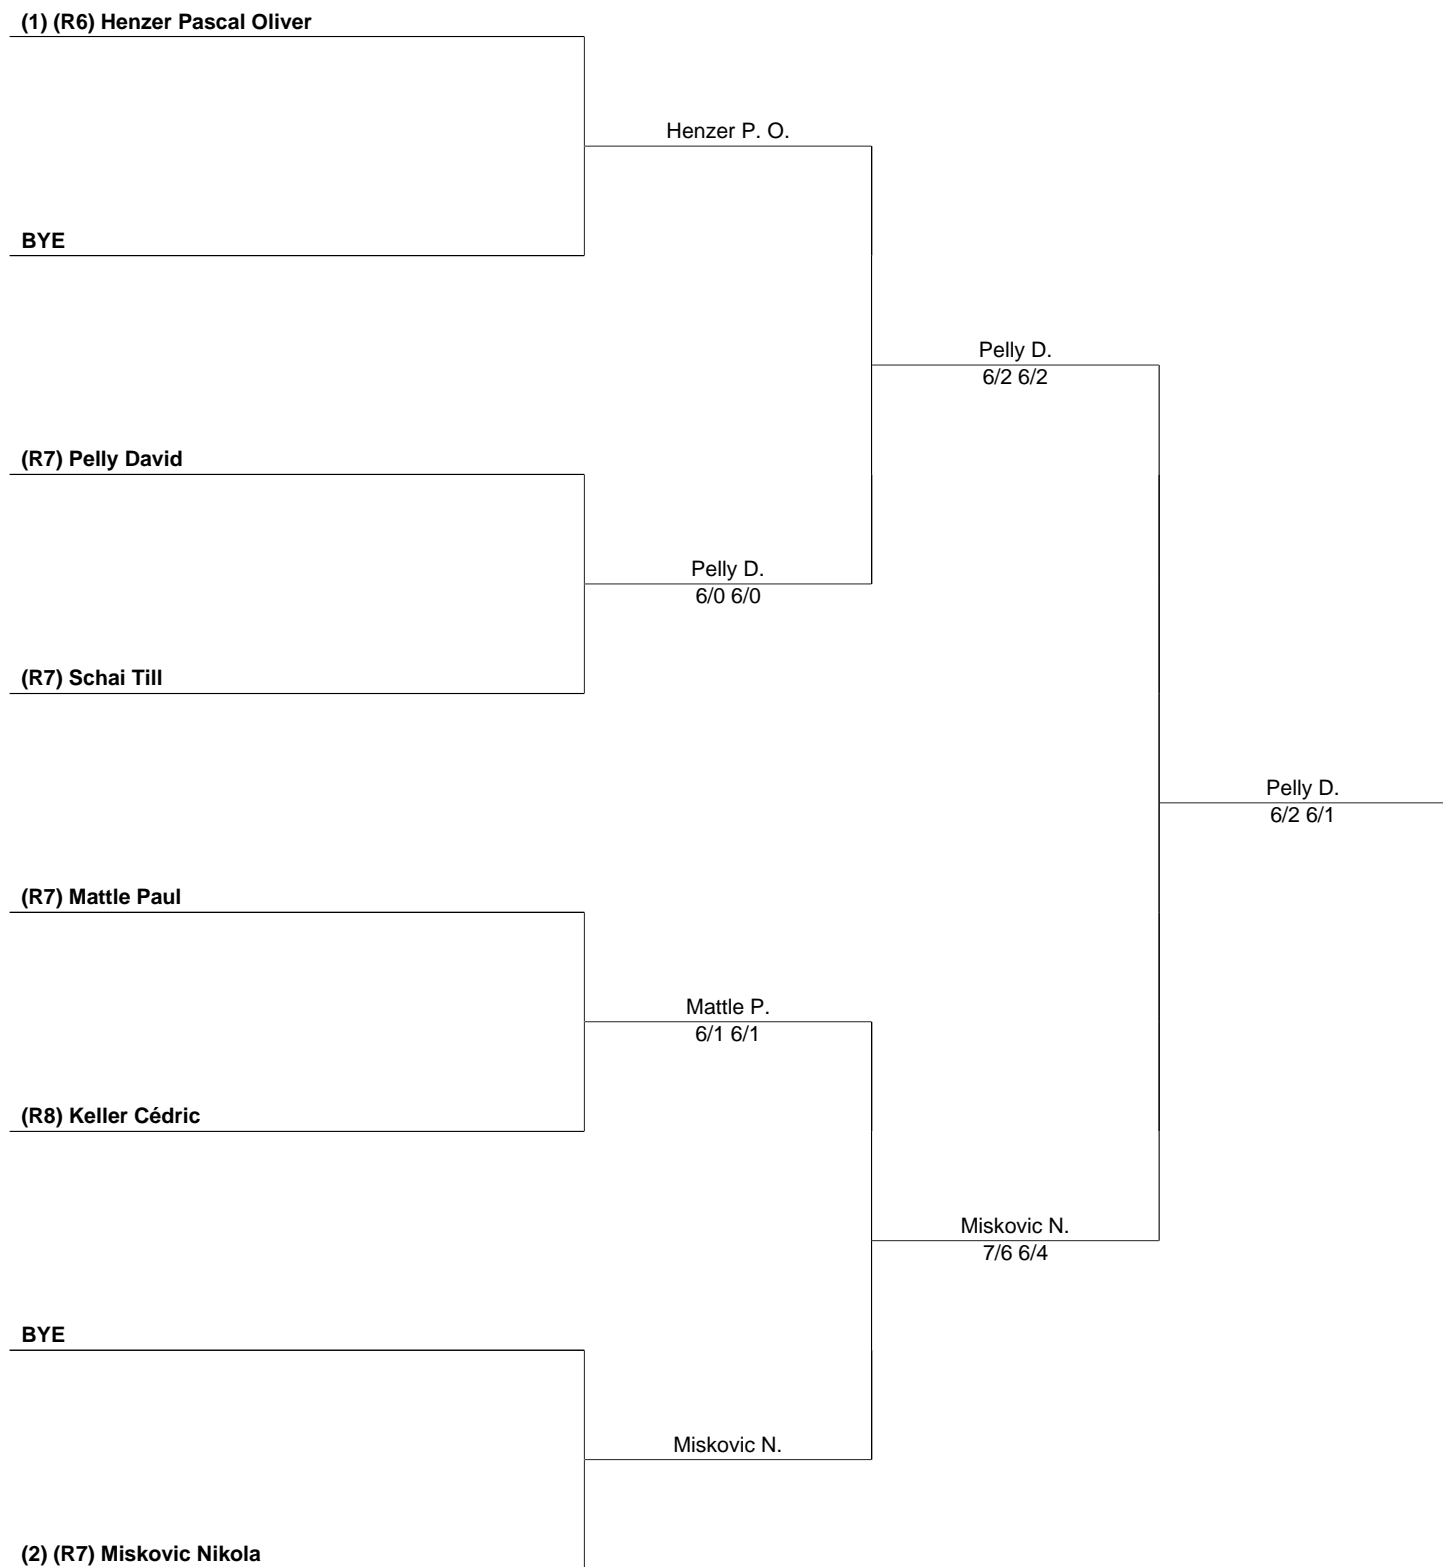 (1) (R6) Henzer Pascal Oliver
Henzer P. O.
BYE
Pelly D.
6/2 6/2
(R7) Pelly David
Pelly D.
6/0 6/0
(R7) Schai Till
Pelly D.
6/2 6/1
(R7) Mattle Paul
Mattle P.
6/1 6/1
(R8) Keller Cédric
Miskovic N.
7/6 6/4
BYE
Miskovic N.
(2) (R7) Miskovic Nikola